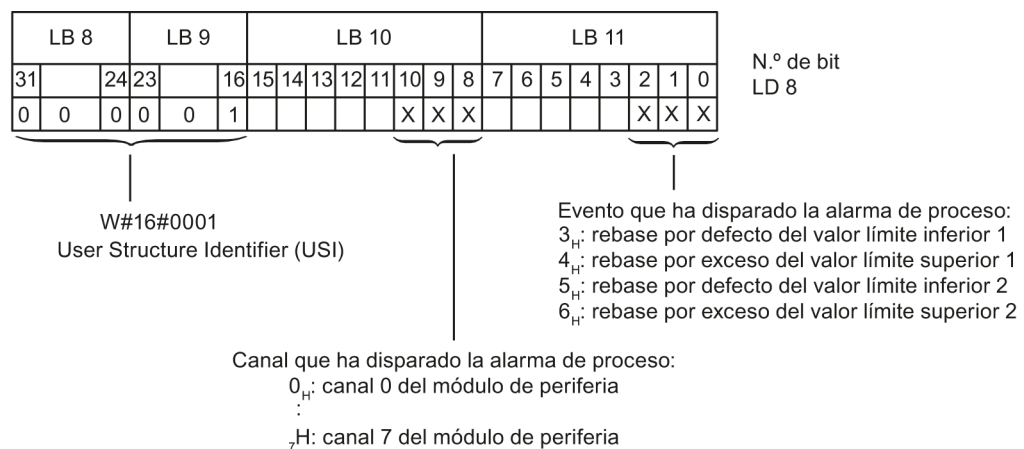 LB 8 LB 9 LB 10 LB 11
31 24 23 16 15 14 13 12 11 10 9 8 7 6 5 4 3 2 1 0
0 0 0 0 0 1 X X X X X X
N.º de bit
LD 8
W#16#0001
User Structure Identifier (USI)
Evento que ha disparado la alarma de proceso:
3H: rebase por defecto del valor límite inferior 1
4H: rebase por exceso del valor límite superior 1
5H: rebase por defecto del valor límite inferior 2
6H: rebase por exceso del valor límite superior 2
Canal que ha disparado la alarma de proceso:
0H: canal 0 del módulo de periferia
:
7H: canal 7 del módulo de periferia